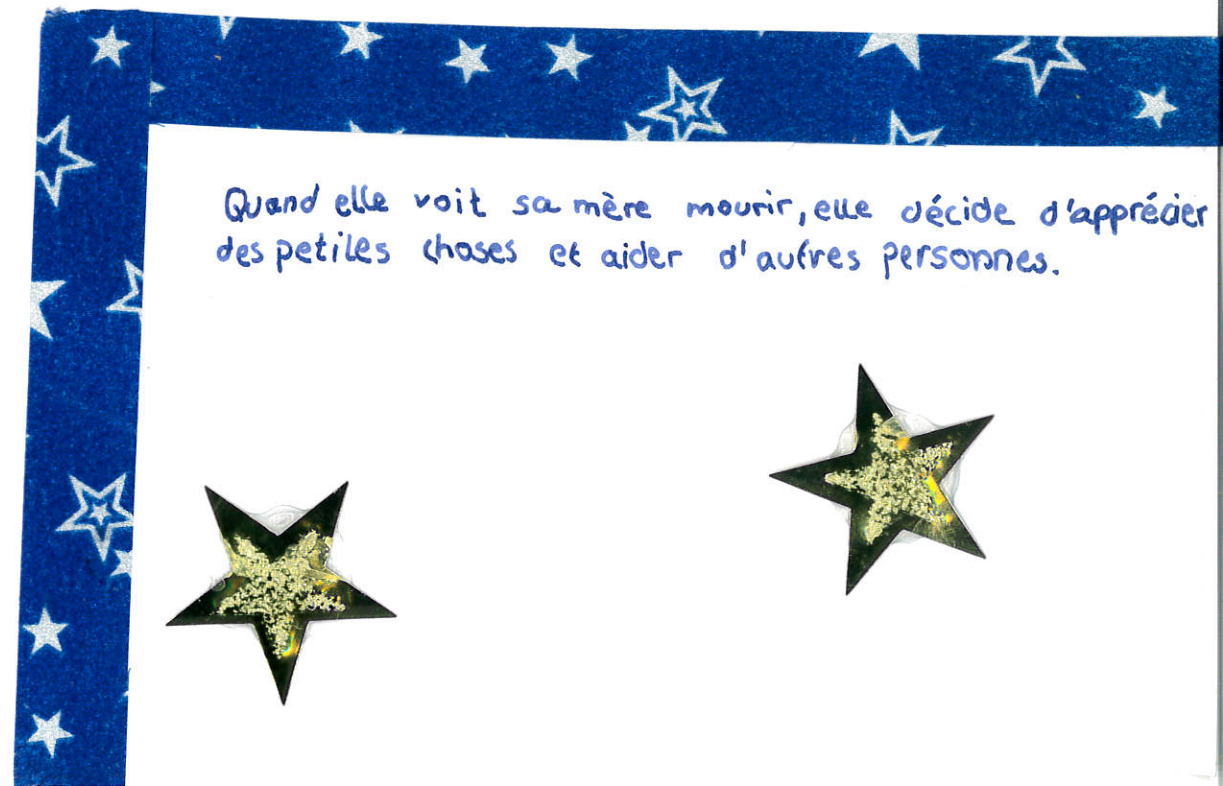 Quand elle voit sa mère mourir, elle décide d'apprécier
des petites choses et aider d'autres personnes.